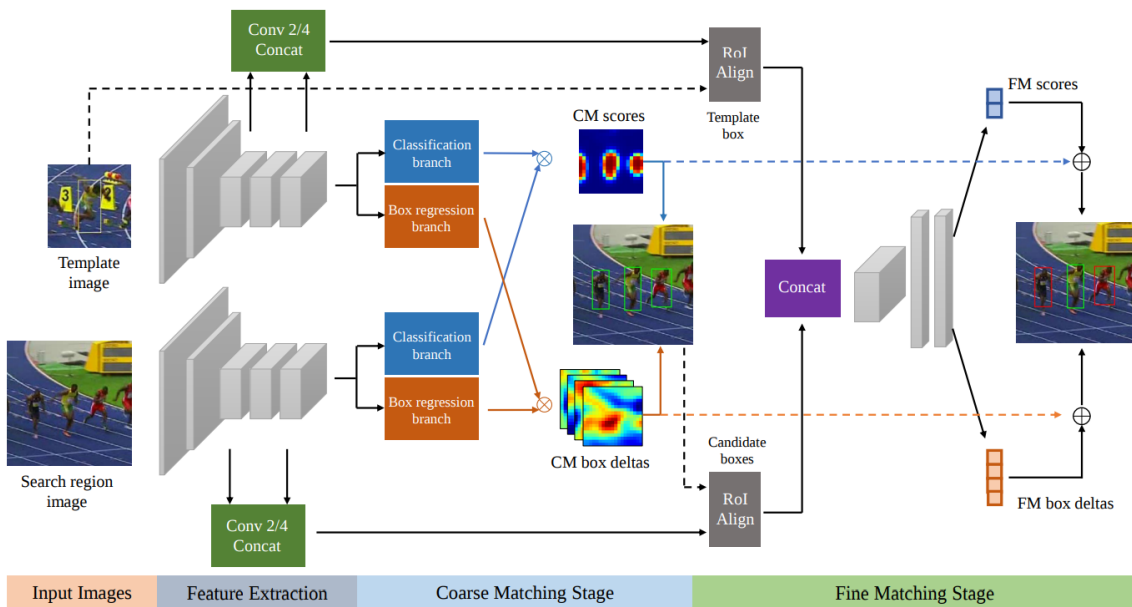 Conv 2/4
Concat
RoI
Align
Template
box
FM scores
CM scores
Classification
branch
Box regression
branch
3
Template
image
Concat
Classification
branch
Box regression
branch
Search region
image
CM box deltas
Candidate
boxes
Conv 2/4
Concat
RoI
Align
FM box deltas
Input Images
Feature Extraction
Coarse Matching Stage
Fine Matching Stage